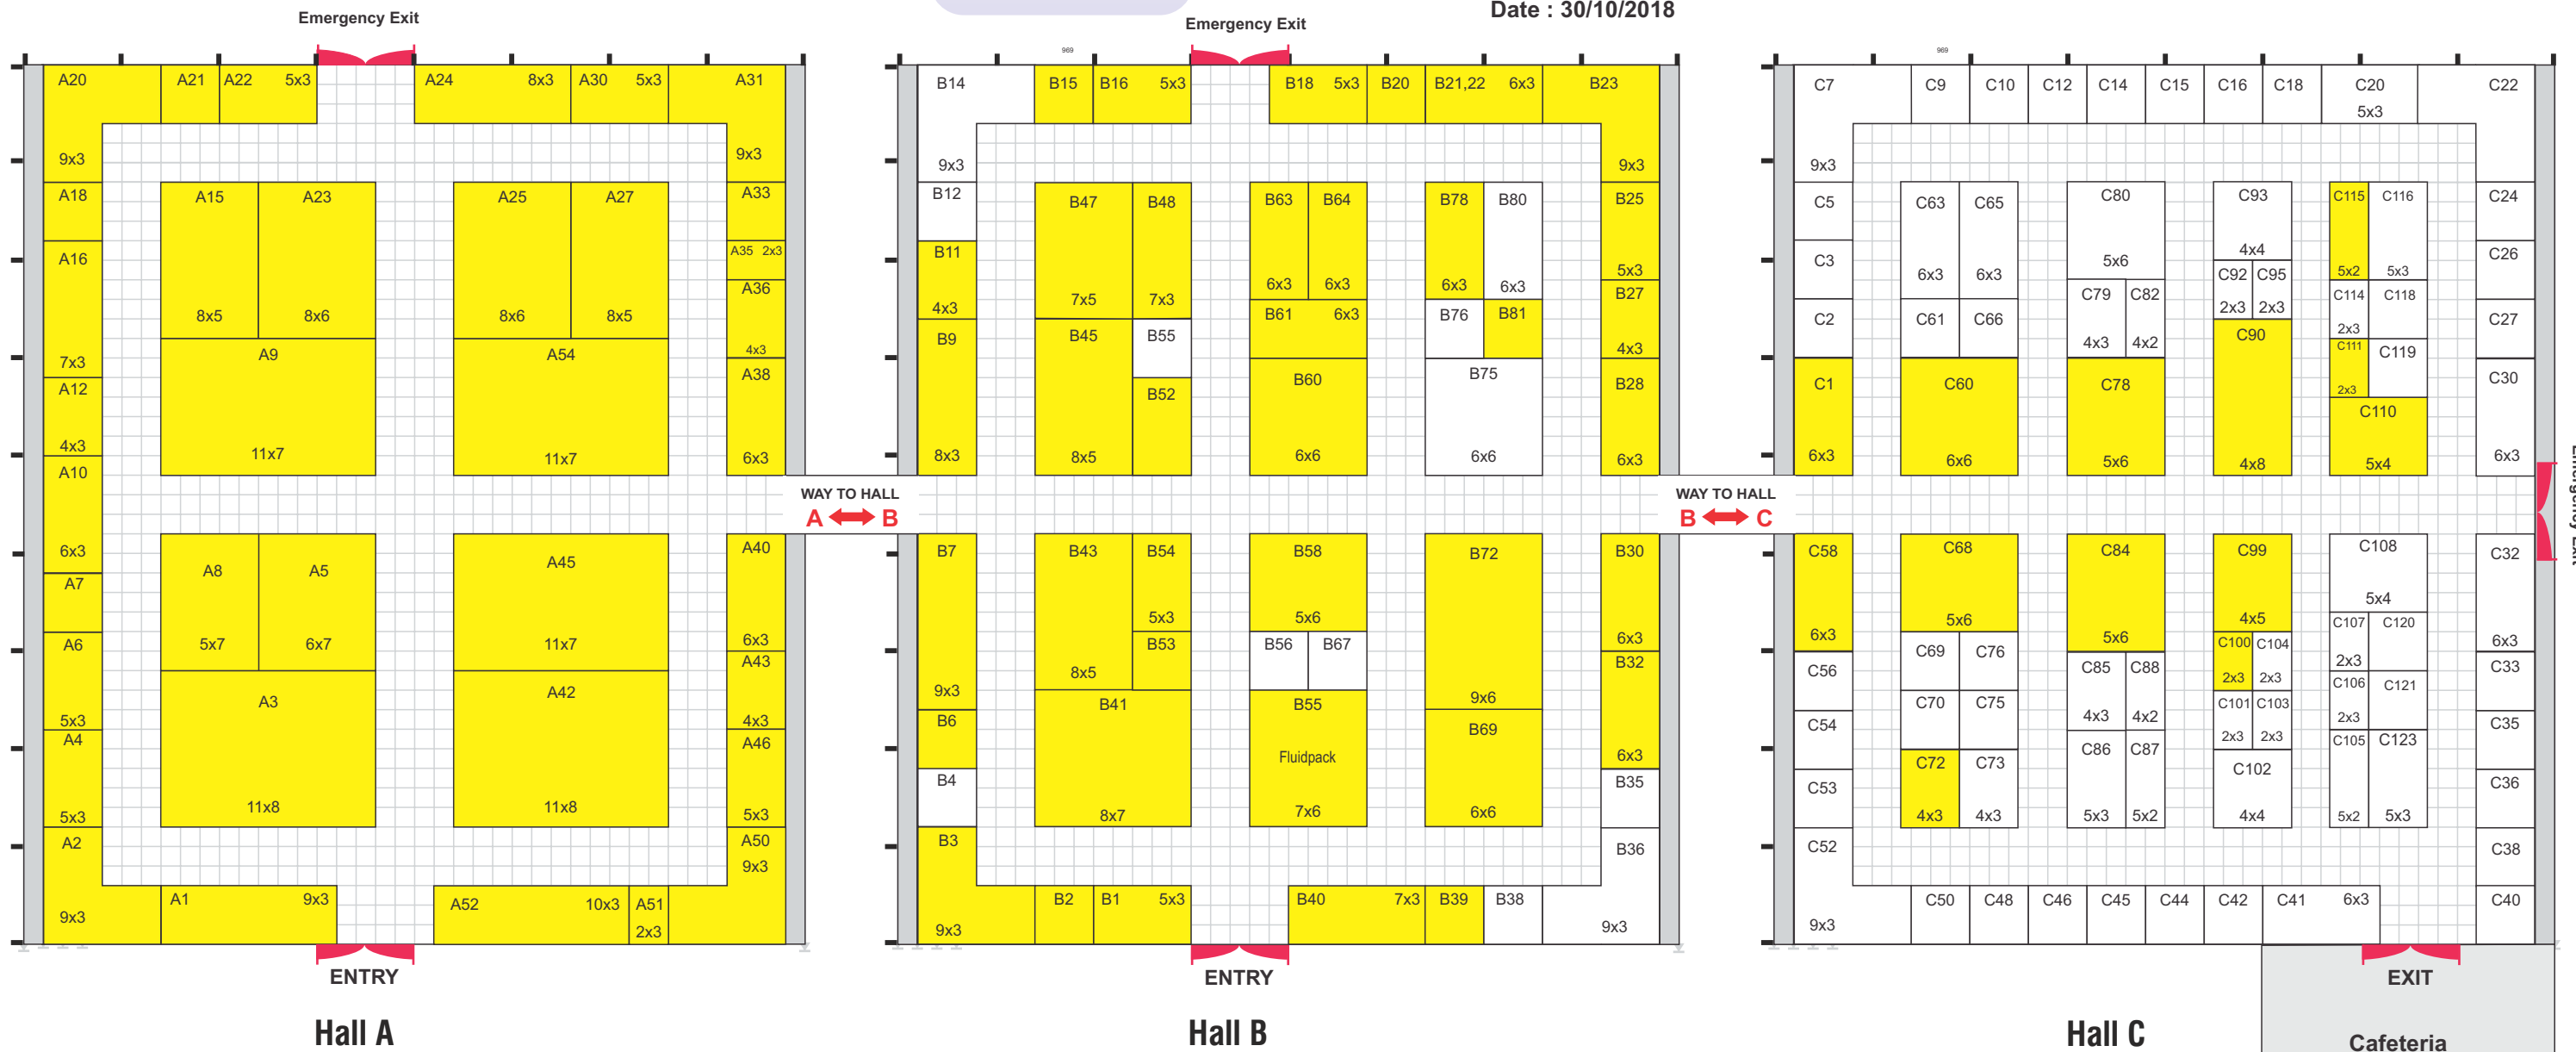 Date : 30/10/2018
Emergency Exit
Emergency Exit
969
969
A20
A21
A22 5x3
A24 8x3
A30 5x3
A31
9x3
9x3
A18
A15
A23
A25
A27
A33
A16
A35 2x3
A36
8x5
8x6
8x6
8x5
4x3
7x3
A9
A54
A12
A38
4x3
11x7
11x7
6x3
A10
6x3
A8
A5
A45
A40
A7
5x7
6x7
11x7
6x3
A6
A43
5x3
A3
A42
4x3
A4
A46
5x3
11x8
11x8
5x3
A2
A50
9x3
9x3
A1 9x3
A52 10x3
A51
2x3
ENTRY
Hall A
WAY TO HALL
A B
B14
B15
B16 5x3
B18 5x3
B20
B21,22 6x3
B23
9x3
9x3
B12
B47
B48
B63
B64
B78
B80
B25
B11
6x3
6x3
6x3
6x3
5x3
4x3
7x5
7x3
B61 6x3
B76
B81
B27
4x3
B9
B45
B55
B60
B75
B28
B52
8x3
8x5
6x6
6x6
6x3
B7
B43
B54
B58
B72
B30
5x3
5x6
6x3
B53
B56
B67
B32
9x3
8x5
9x6
B6
B41
B55
B69
Fluidpack
6x3
B4
B35
8x7
7x6
6x6
B3
B36
9x3
B2
B1 5x3
B40 7x3
B39
B38
9x3
ENTRY
Hall B
WAY TO HALL
B C
C7
C9
C10
C12
C14
C15
C16
C18
C20
5x3
C22
9x3
C5
C63
C65
C80
C93
C115
C116
C24
C3
6x3
6x3
5x6
4x4
5x2
5x3
C26
C92
C95
2x3
2x3
C79
C82
4x3
4x2
C114
2x3
C118
C2
C61
C66
C27
C90
C111
2x3
C119
C1
C60
C78
C30
C110
6x3
6x6
5x6
4x8
5x4
6x3
Emergency Exit
C58
C68
C84
C99
C108
C32
6x3
5x6
5x6
4x5
5x4
6x3
C69
C76
C100
2x3
C104
2x3
C107
2x3
C120
C56
C85
C88
4x3
4x2
C33
C70
C75
C101
2x3
C103
2x3
C106
2x3
C121
C54
C35
C72
4x3
C73
4x3
C86
5x3
C87
5x2
C102
4x4
C105
5x2
C123
5x3
C53
C36
C52
C38
9x3
C50
C48
C46
C45
C44
C42
C41 6x3
C40
EXIT
Hall C
Cafeteria